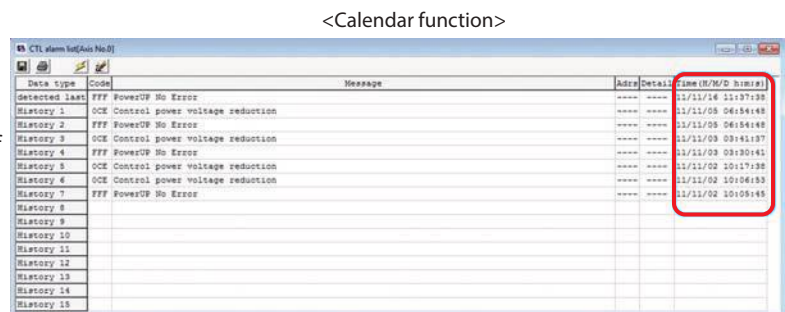 <Calendar function>
CTL alarm list[Axis No.0]
Data type Code Message Adrs Detail Time(H/M/D h:m:s)
detected last FFF PowerUP No Error ---- ---- 11/11/16 11:37:38
History 1 0CE Control power voltage reduction ---- ---- 11/11/05 06:54:48
History 2 FFF PowerUP No Error ---- ---- 11/11/05 06:54:48
History 3 0CE Control power voltage reduction ---- ---- 11/11/03 03:41:37
History 4 FFF PowerUP No Error ---- ---- 11/11/03 03:30:41
History 5 0CE Control power voltage reduction ---- ---- 11/11/02 10:17:38
History 6 0CE Control power voltage reduction ---- ---- 11/11/02 10:06:53
History 7 FFF PowerUP No Error ---- ---- 11/11/02 10:05:45
History 8
History 9
History 10
History 11
History 12
History 13
History 14
History 15